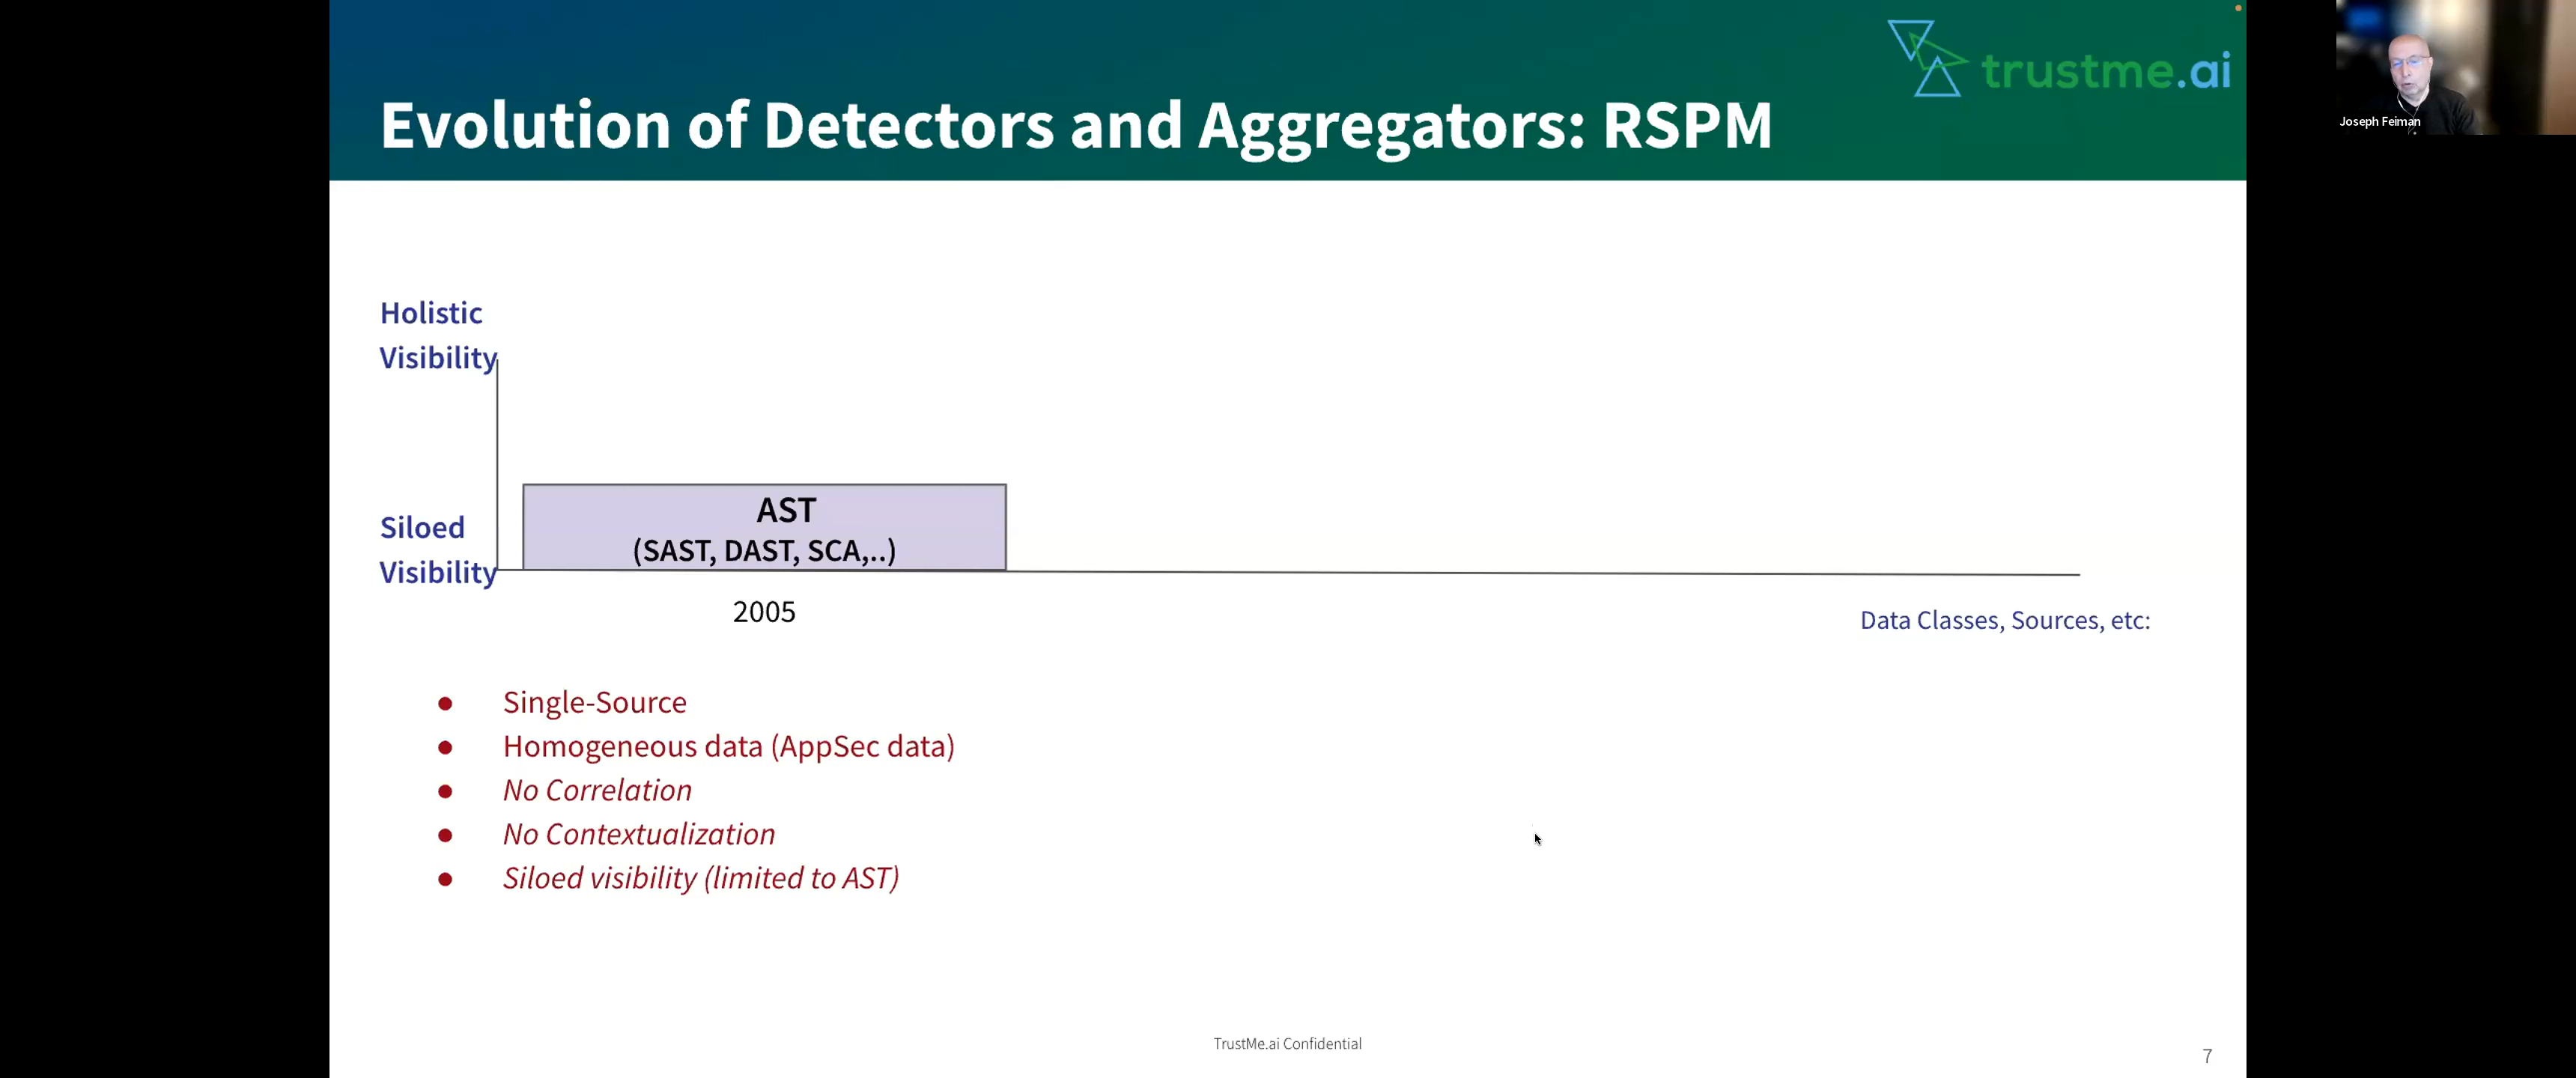 trustme.ai
Evolution of Detectors and Aggregators: RSPM
Joseph Feiman
Holistic
Visibility
Siloed
Visibility
AST
(SAST, DAST, SCA,..)
2005
Data Classes, Sources, etc:
● Single-Source
● Homogeneous data (AppSec data)
● No Correlation
● No Contextualization
● Siloed visibility (limited to AST)
TrustMe.ai Confidential
7